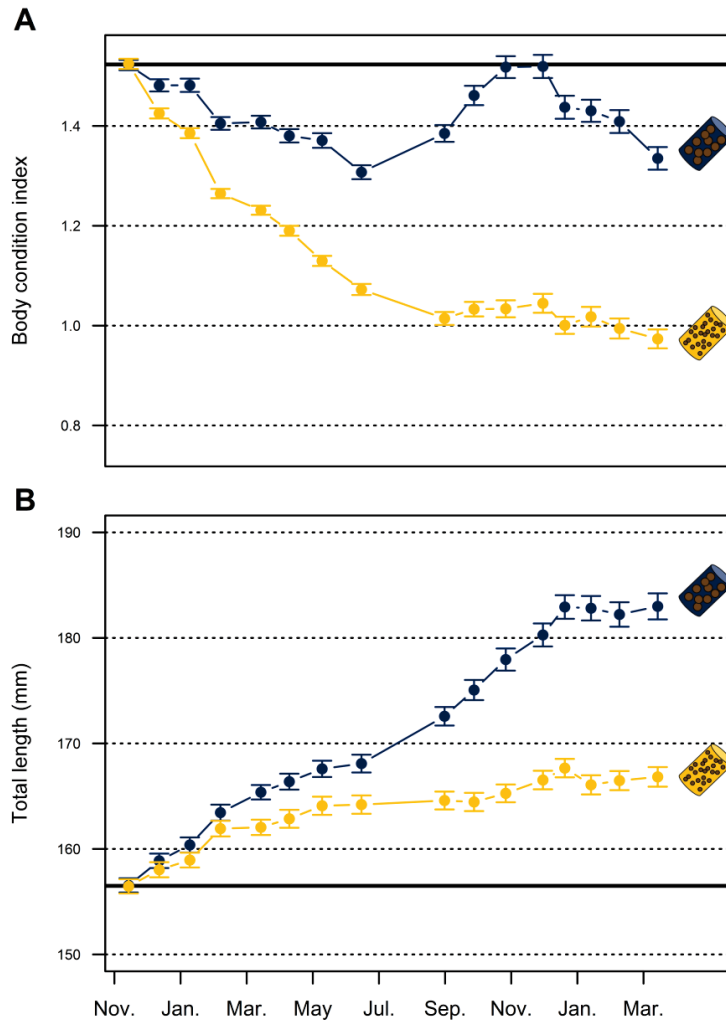 A
Body condition index
1.4
1.2
1.0
0.8
B
Total length (mm)
190
180
170
160
150
Nov. Jan. Mar. May Jul. Sep. Nov. Jan. Mar.